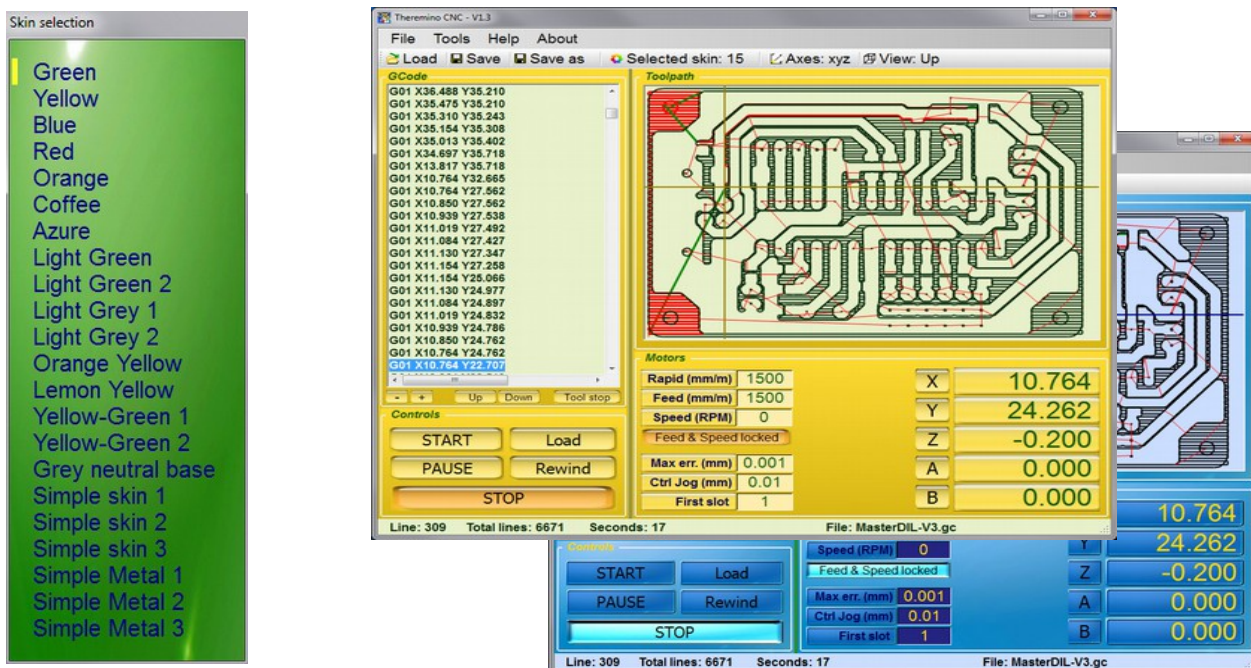 Skin selection
Green
Yellow
Blue
Red
Orange
Coffee
Azure
Light Green
Light Green 2
Light Grey 1
Light Grey 2
Orange Yellow
Lemon Yellow
Yellow-Green 1
Yellow-Green 2
Grey neutral base
Simple skin 1
Simple skin 2
Simple skin 3
Simple Metal 1
Simple Metal 2
Simple Metal 3
Theremino CNC - V1.3
File Tools Help About
Load Save Save as Selected skin: 15 Axes: xyz View: Up
GCode
G01 X36.488 Y35.210
G01 X35.475 Y35.210
G01 X35.310 Y35.243
G01 X35.154 Y35.308
G01 X35.013 Y35.402
G01 X34.697 Y35.718
G01 X13.817 Y35.718
G01 X10.764 Y32.665
G01 X10.764 Y27.562
G01 X10.850 Y27.562
G01 X10.939 Y27.538
G01 X11.019 Y27.492
G01 X11.084 Y27.427
G01 X11.130 Y27.347
G01 X11.154 Y27.258
G01 X11.154 Y25.066
G01 X11.130 Y24.977
G01 X11.084 Y24.897
G01 X11.019 Y24.832
G01 X10.939 Y24.786
G01 X10.850 Y24.762
G01 X10.764 Y24.762
G01 X10.764 Y22.707
- + Up Down Tool stop
Controls
START Load
PAUSE Rewind
STOP
Toolpath
Motors
Rapid (mm/m) 1500
Feed (mm/m) 1500
Speed (RPM) 0
Feed & Speed locked
Max err. (mm) 0.001
Ctrl Jog (mm) 0.01
First slot 1
X 10.764
Y 24.262
Z -0.200
A 0.000
B 0.000
Line: 309 Total lines: 6671 Seconds: 17 File: MasterDIL-V3.gc
Controls
START Load
PAUSE Rewind
STOP
Speed (RPM) 0
Feed & Speed locked
Max err. (mm) 0.001
Ctrl Jog (mm) 0.01
First slot 1
10.764
Y 24.262
Z -0.200
A 0.000
B 0.000
Line: 309 Total lines: 6671 Seconds: 17 File: MasterDIL-V3.gc